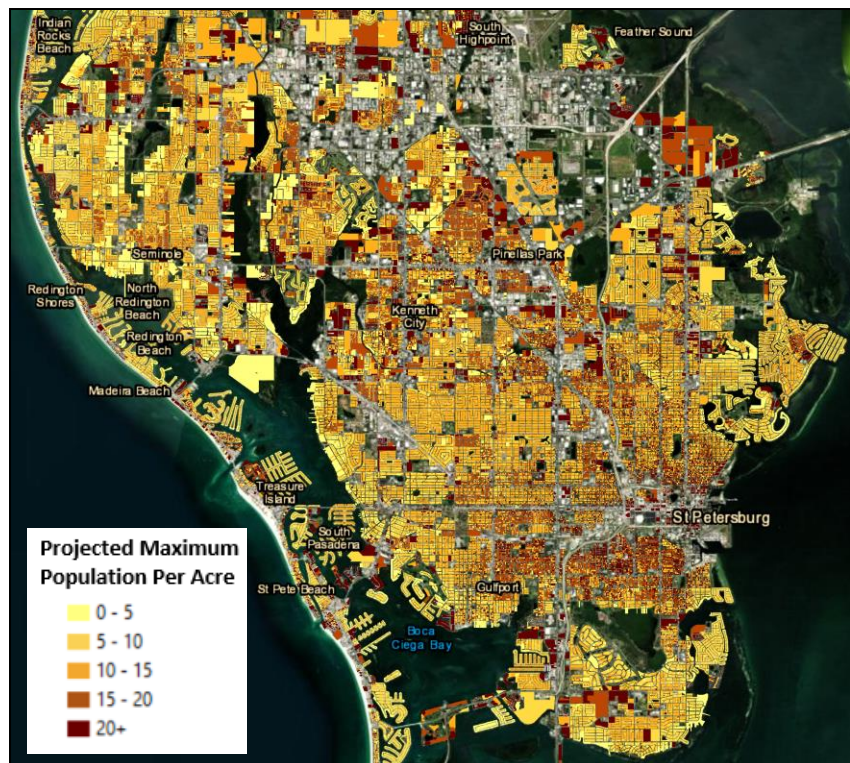 Indian
Rocks
Beach
South
Highpoint
Feather Sound
Seminole
Pinellas Park
Redington
Shores
North
Redington
Beach
Kenneth
City
Redington
Beach
Madeira Beach
Treasure
Island
St Petersburg
South
Pasadena
St Pete Beach
Gulfport
Boca
Ciega Bay
Projected Maximum
Population Per Acre
0 - 5
5 - 10
10 - 15
15 - 20
20+